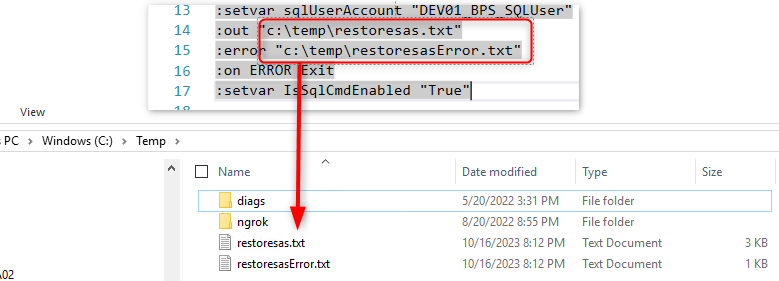 13 :setvar sqlUserAccount "DEV01_BPS_SQLUser"
14 :out "c:\temp\restoresas.txt"
15 :error "c:\temp\restoresasError.txt"
16 :on ERROR Exit
17 :setvar IsSqlCmdEnabled "True"
18
View
s PC > Windows (C:) > Temp >
Name Date modified Type Size
diags 5/20/2022 3:31 PM File folder
ngrok 8/20/2022 8:55 PM File folder
restoresas.txt 10/16/2023 8:12 PM Text Document 3 KB
restoresasError.txt 10/16/2023 8:12 PM Text Document 1 KB
\02